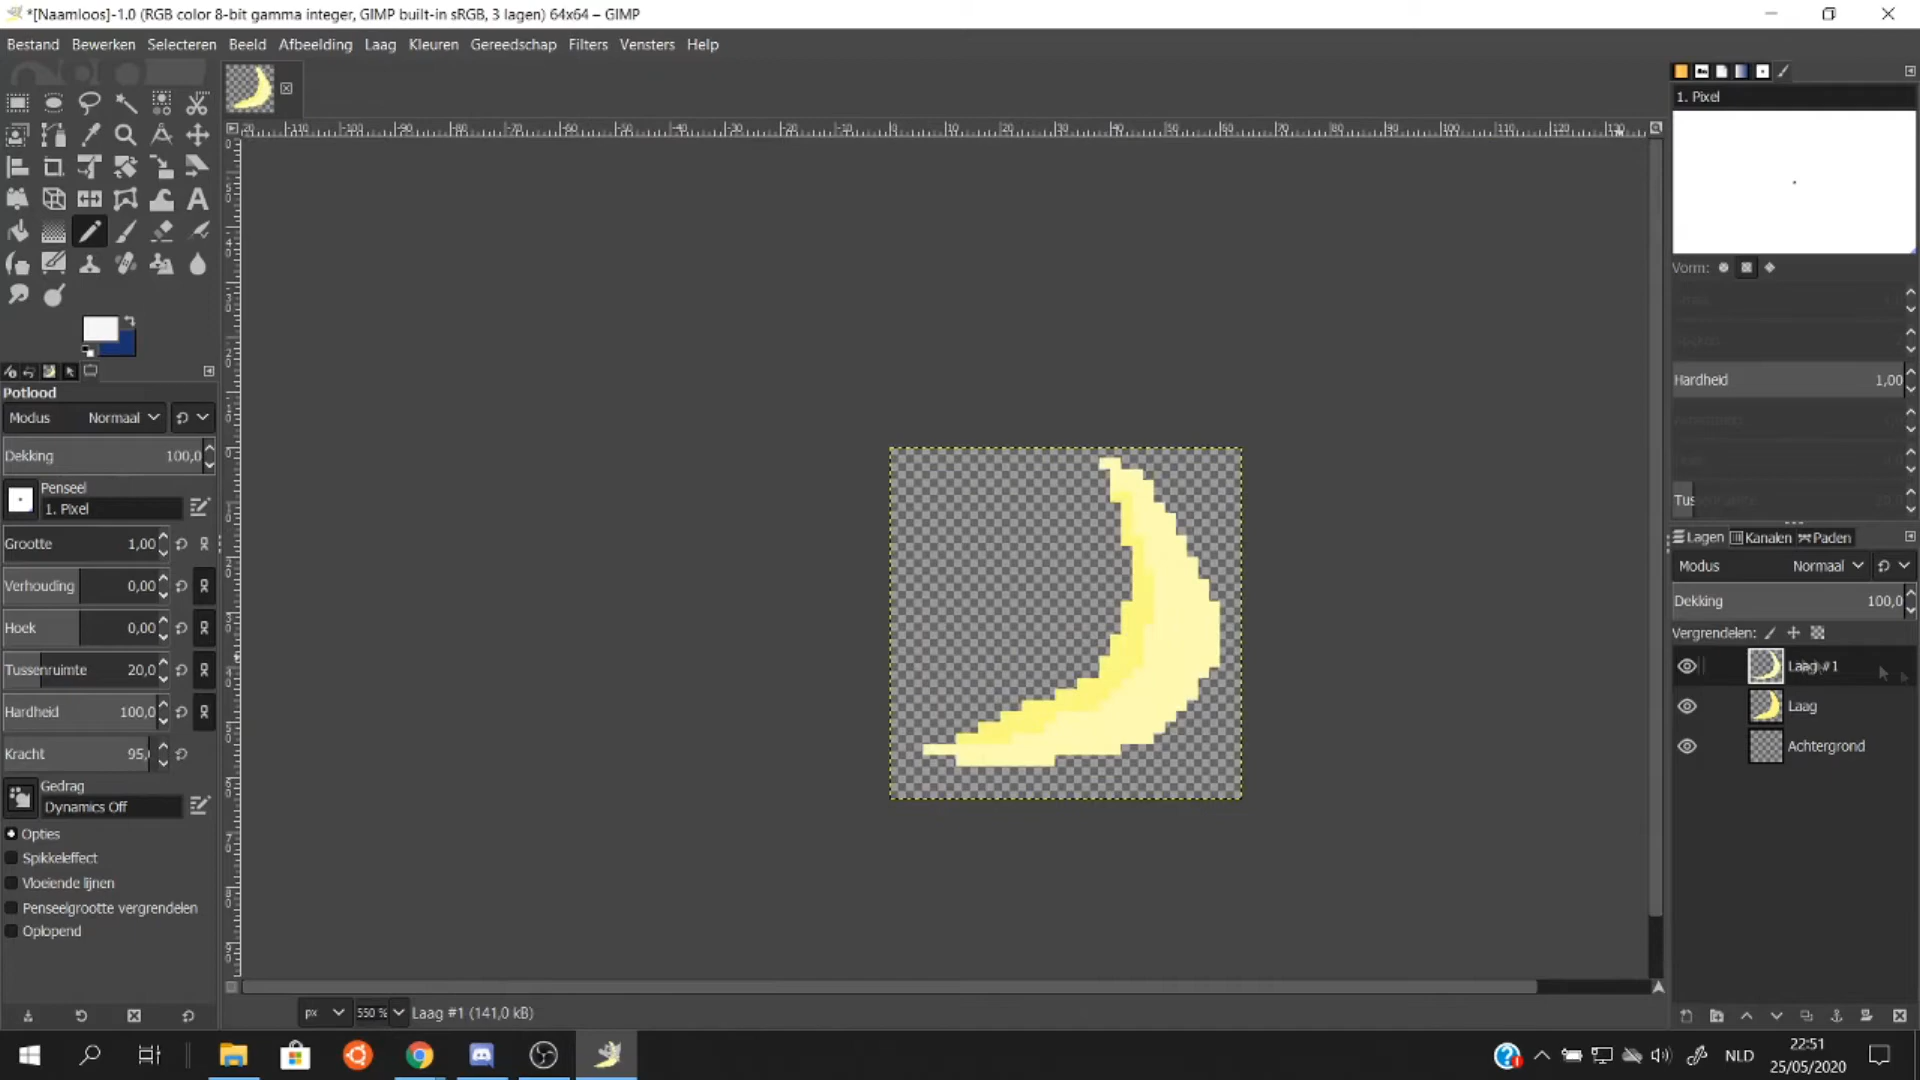 *[Naamloos]-1.0 (RGB color 8-bit gamma integer, GIMP built-in sRGB, 3 lagen) 64x64 – GIMP
Bestand Bewerken Selecteren Beeld Afbeelding Laag Kleuren Gereedschap Filters Vensters Help
1. Pixel
Vorm:
Hardheid 1,00
Potlood
Modus Normaal
Dekking 100,0
Penseel
1. Pixel
Grootte 1,00
Verhouding 0,00
Hoek 0,00
Tussenruimte 20,0
Hardheid 100,0
Kracht 95,
Gedrag
Dynamics Off
Opties
Spikkeleffect
Vloeiende lijnen
Penseelgrootte vergrendelen
Oplopend
Lagen Kanalen Paden
Modus Normaal
Dekking 100,0
Vergrendelen:
Laag #1
Laag
Achtergrond
px 550 % Laag #1 (141,0 kB)
NLD
22:51
25/05/2020